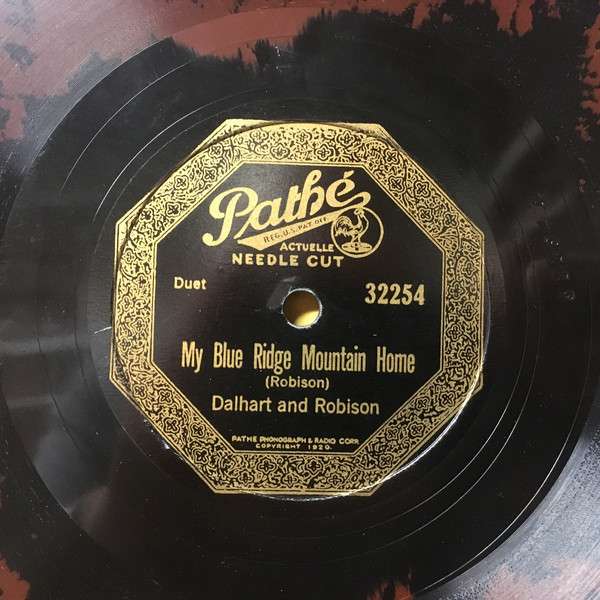 Pathé
REG. U.S. PAT. OFF.
ACTUELLE
NEEDLE CUT
Duet
32254
My Blue Ridge Mountain Home
(Robison)
Dalhart and Robison
PATHE PHONOGRAPH & RADIO CORP.
COPYRIGHT 1920.